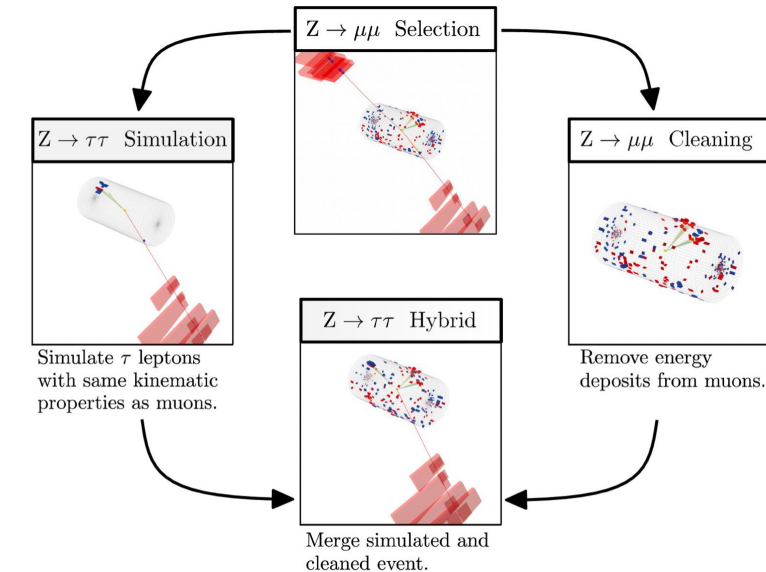 Z → μμ Selection
Z → ττ Simulation
Z → μμ Cleaning
Simulate τ leptons
with same kinematic
properties as muons.
Z → ττ Hybrid
Remove energy
deposits from muons.
Merge simulated and
cleaned event.